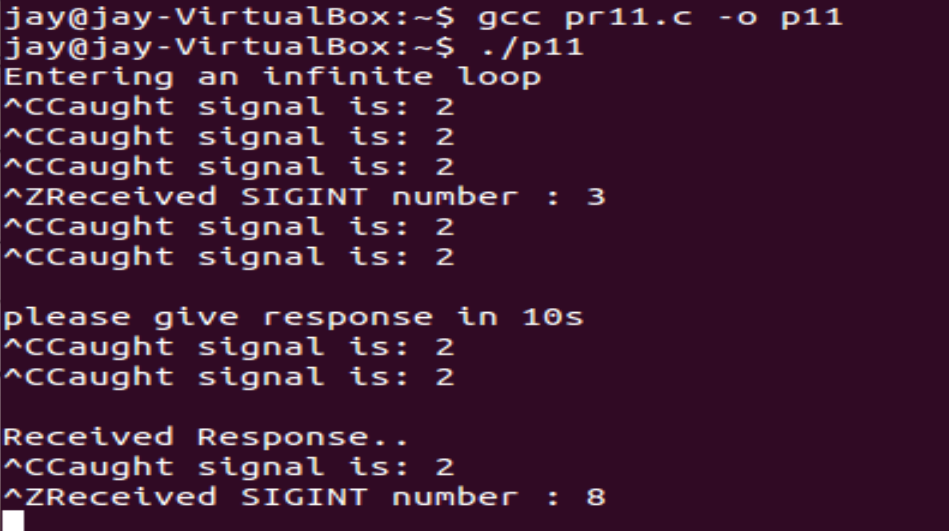 jay@jay-VirtualBox:~$ gcc pr11.c -o p11
jay@jay-VirtualBox:~$ ./p11
Entering an infinite loop
^CCaught signal is: 2
^CCaught signal is: 2
^CCaught signal is: 2
^ZReceived SIGINT number : 3
^CCaught signal is: 2
^CCaught signal is: 2
please give response in 10s
^CCaught signal is: 2
^CCaught signal is: 2
Received Response..
^CCaught signal is: 2
^ZReceived SIGINT number : 8